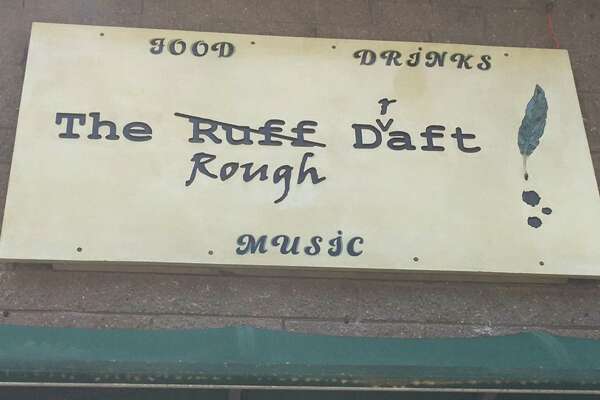 FOOD DRINKS
r
The Ruff Daft
Rough
MUSIC